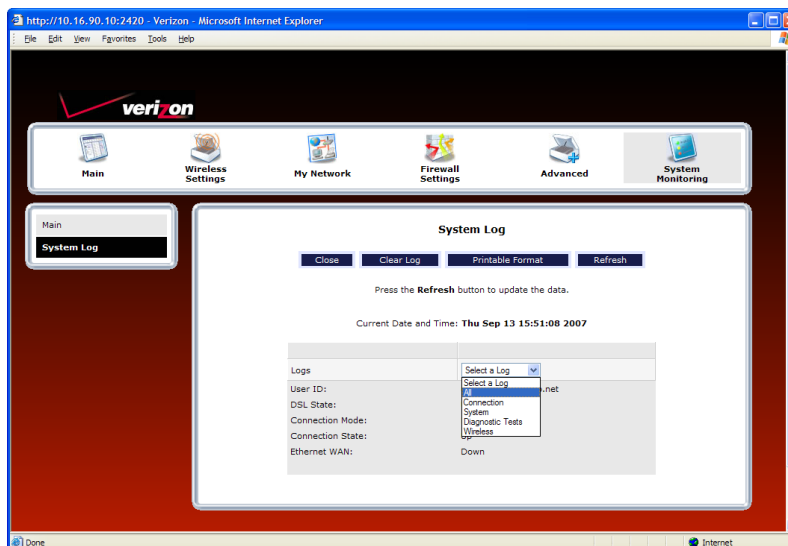 http://10.16.90.10:2420 - Verizon - Microsoft Internet Explorer
File Edit View Favorites Tools Help
verizon
Main
Wireless Settings
My Network
Firewall Settings
Advanced
System Monitoring
Main
System Log
System Log
Close Clear Log Printable Format Refresh
Press the Refresh button to update the data.
Current Date and Time: Thu Sep 13 15:51:08 2007
Logs Select a Log
Select a Log
All
Connection
System
Diagnostic Tests
Wireless
User ID: .net
DSL State:
Connection Mode:
Connection State: Up
Ethernet WAN: Down
Done Internet